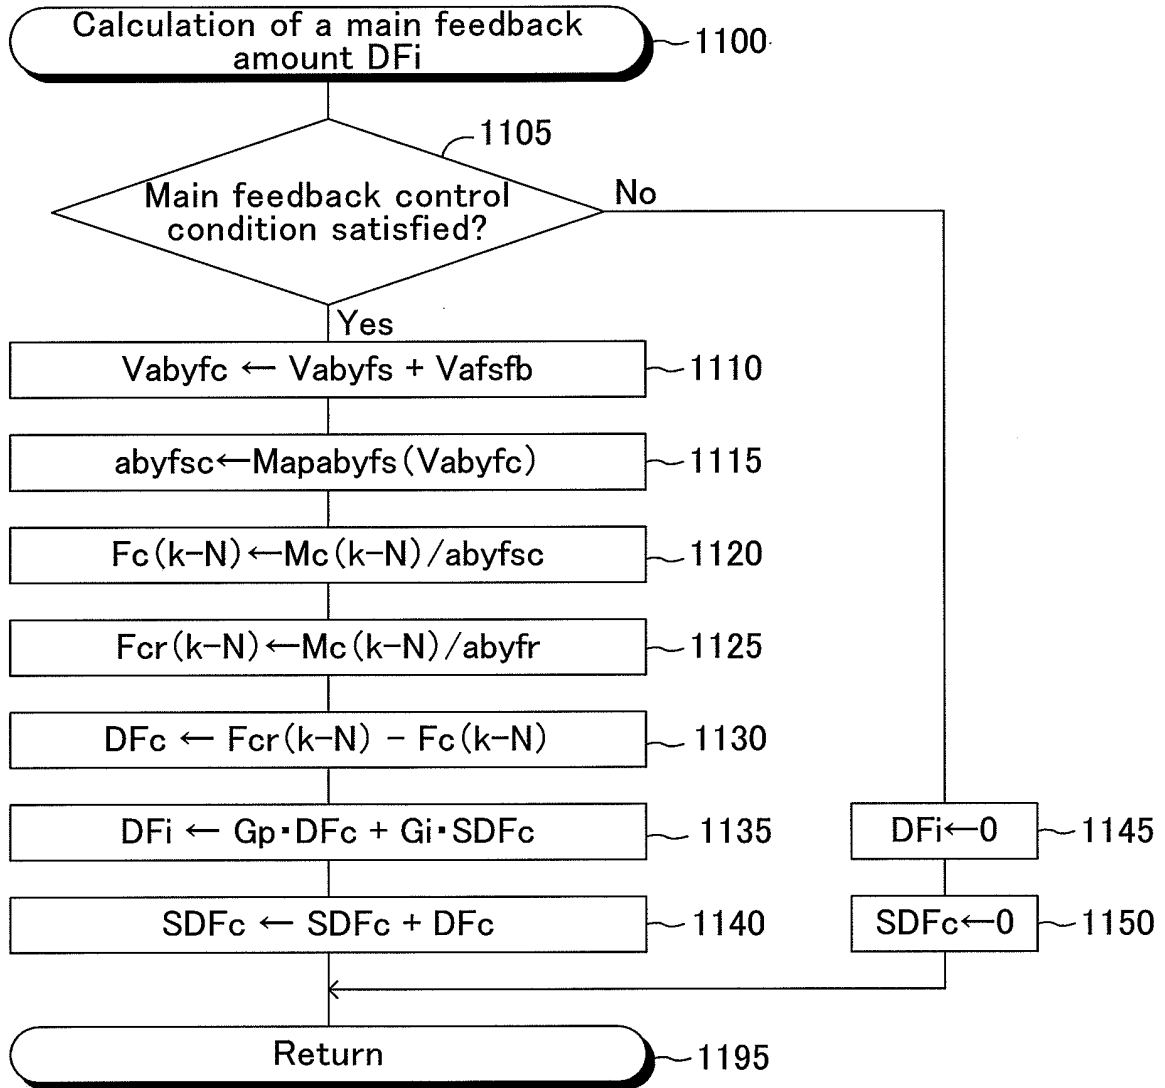 Calculation of a main feedback
amount DFi
1100
1105
Main feedback control
condition satisfied?
No
Yes
Vabyfc ← Vabyfs + Vafsfb
1110
abyfsc←Mapabyfs(Vabyfc)
1115
Fc(k-N)←Mc(k-N)/abyfsc
1120
Fcr(k-N)←Mc(k-N)/abyfr
1125
DFc ← Fcr(k-N) - Fc(k-N)
1130
DFi ← Gp･DFc + Gi･SDFc
1135
DFi←0
1145
SDFc ← SDFc + DFc
1140
SDFc←0
1150
Return
1195